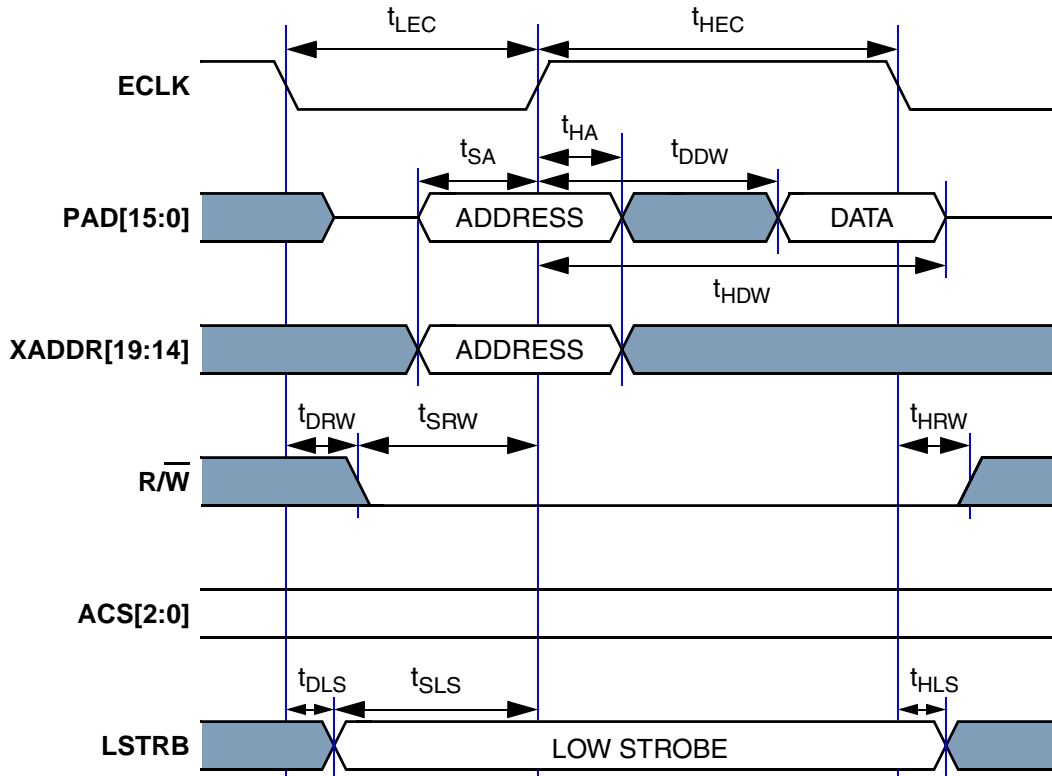 tLEC tHEC
ECLK
tHA
tSA tDDW
PAD[15:0] ADDRESS DATA
tHDW
XADDR[19:14] ADDRESS
tDRW tSRW tHRW
R/W̅
ACS[2:0]
tDLS tSLS tHLS
LSTRB LOW STROBE